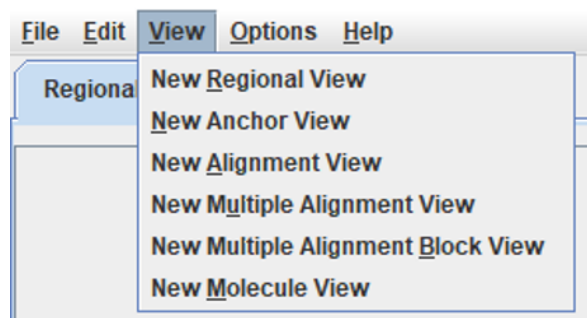 File Edit View Options Help
Regional
New Regional View
New Anchor View
New Alignment View
New Multiple Alignment View
New Multiple Alignment Block View
New Molecule View